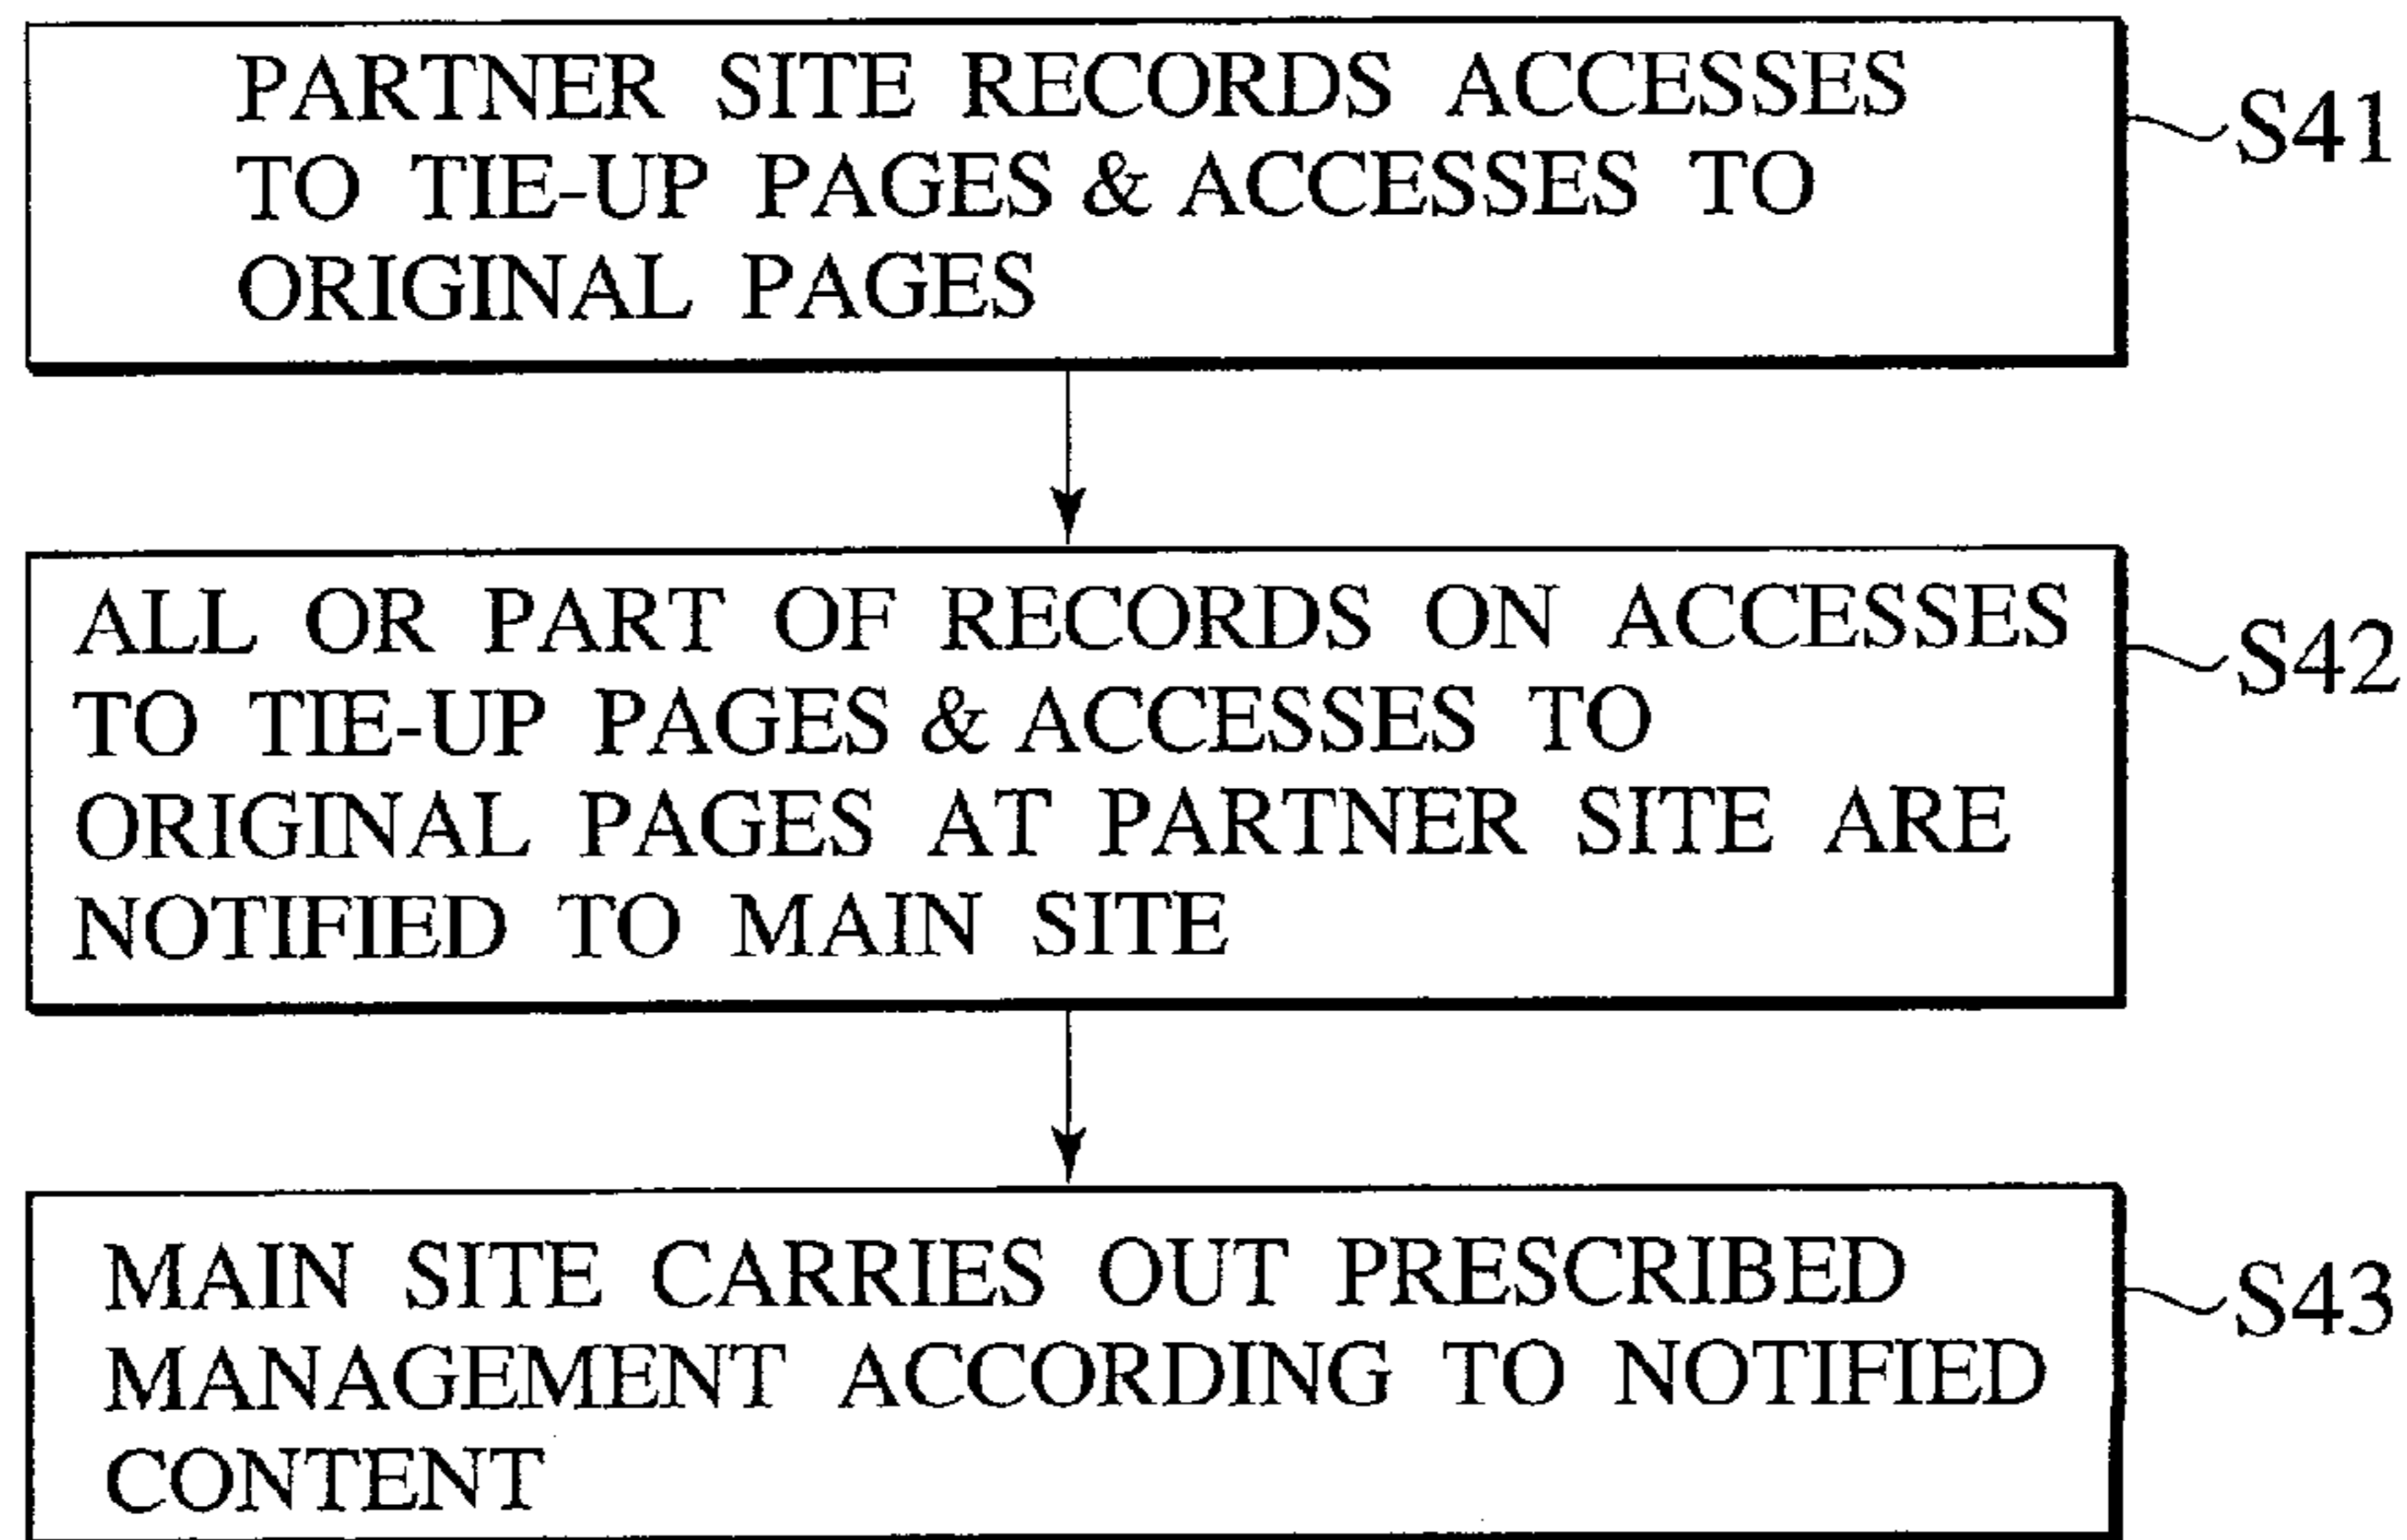 PARTNER SITE RECORDS ACCESSES
TO TIE-UP PAGES & ACCESSES TO
ORIGINAL PAGES
S41
ALL OR PART OF RECORDS ON ACCESSES
TO TIE-UP PAGES & ACCESSES TO
ORIGINAL PAGES AT PARTNER SITE ARE
NOTIFIED TO MAIN SITE
S42
MAIN SITE CARRIES OUT PRESCRIBED
MANAGEMENT ACCORDING TO NOTIFIED
CONTENT
S43